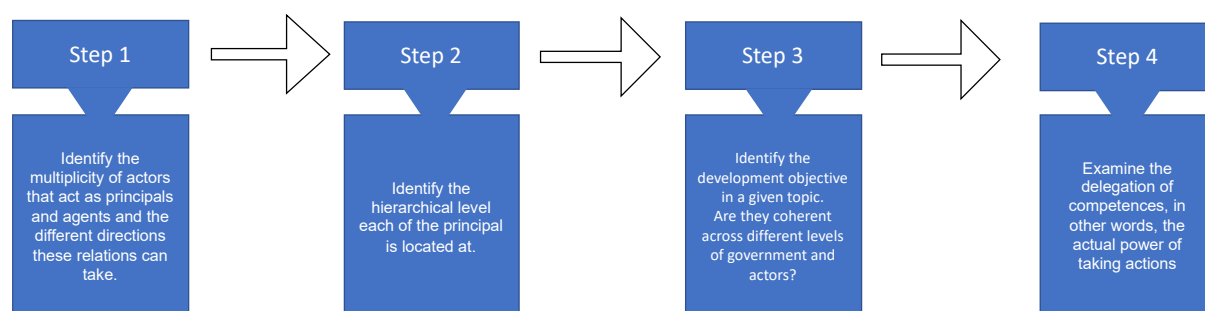 Step 1
Identify the
multiplicity of actors
that act as principals
and agents and the
different directions
these relations can
take.
Step 2
Identify the
hierarchical level
each of the principal
is located at.
Step 3
Identify the
development objective
in a given topic.
Are they coherent
across different levels
of government and
actors?
Step 4
Examine the
delegation of
competences, in
other words, the
actual power of
taking actions